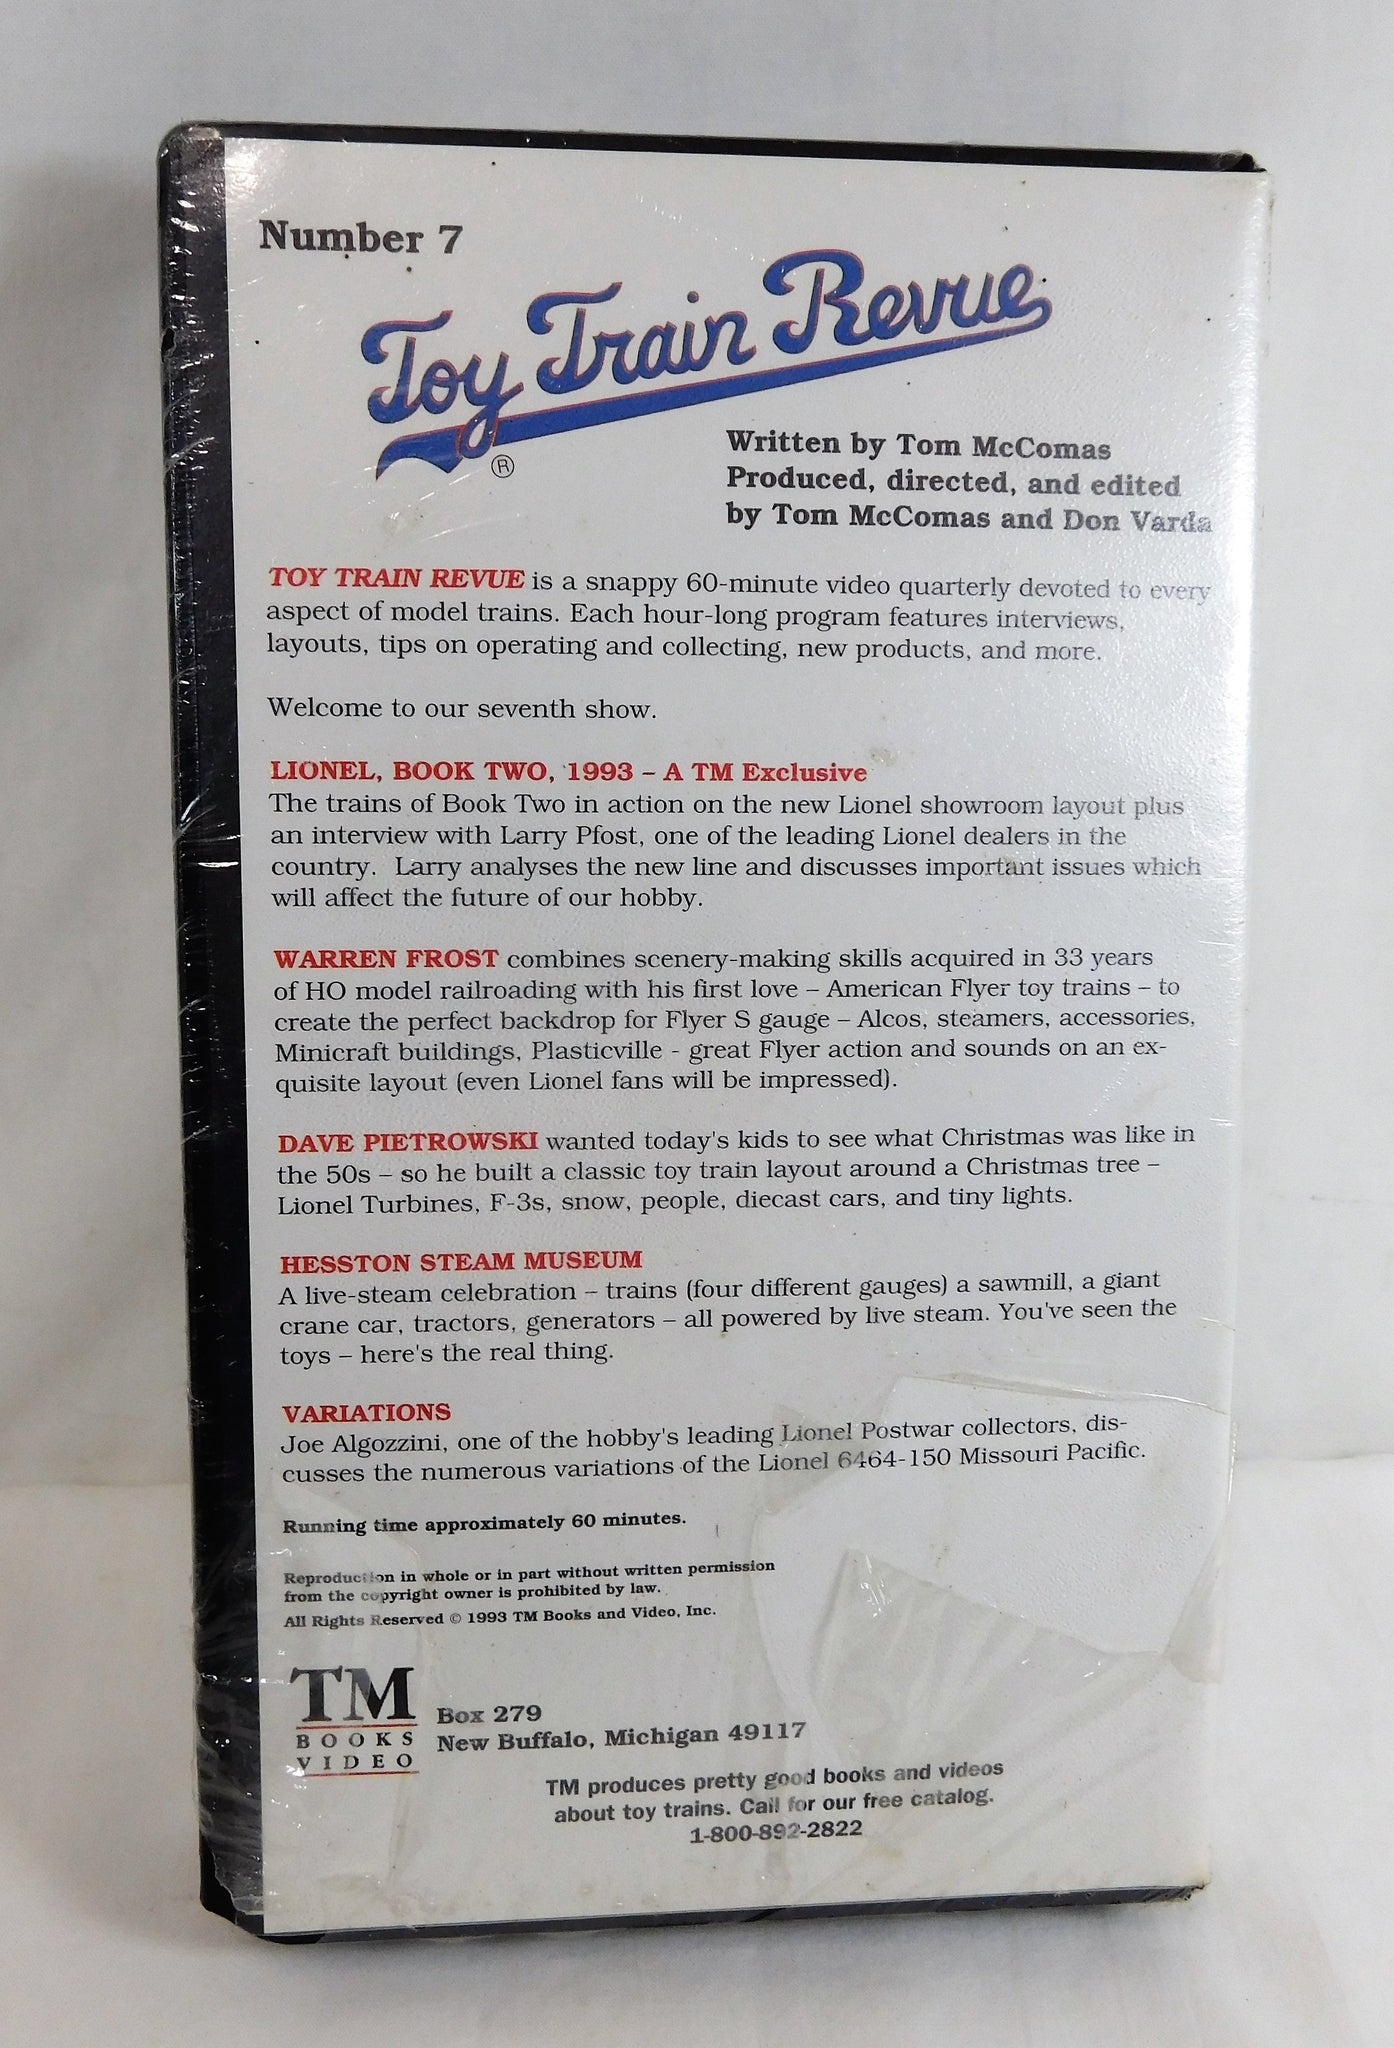 Number 7
Toy Train Revue
®
Written by Tom McComas
Produced, directed, and edited
by Tom McComas and Don Varda
TOY TRAIN REVUE is a snappy 60-minute video quarterly devoted to every
aspect of model trains. Each hour-long program features interviews,
layouts, tips on operating and collecting, new products, and more.
Welcome to our seventh show.
LIONEL, BOOK TWO, 1993 – A TM Exclusive
The trains of Book Two in action on the new Lionel showroom layout plus
an interview with Larry Pfost, one of the leading Lionel dealers in the
country. Larry analyses the new line and discusses important issues which
will affect the future of our hobby.
WARREN FROST combines scenery-making skills acquired in 33 years
of HO model railroading with his first love – American Flyer toy trains – to
create the perfect backdrop for Flyer S gauge – Alcos, steamers, accessories,
Minicraft buildings, Plasticville - great Flyer action and sounds on an ex-
quisite layout (even Lionel fans will be impressed).
DAVE PIETROWSKI wanted today's kids to see what Christmas was like in
the 50s – so he built a classic toy train layout around a Christmas tree –
Lionel Turbines, F-3s, snow, people, diecast cars, and tiny lights.
HESSTON STEAM MUSEUM
A live-steam celebration – trains (four different gauges) a sawmill, a giant
crane car, tractors, generators – all powered by live steam. You've seen the
toys – here's the real thing.
VARIATIONS
Joe Algozzini, one of the hobby's leading Lionel Postwar collectors, dis-
cusses the numerous variations of the Lionel 6464-150 Missouri Pacific.
Running time approximately 60 minutes.
Reproduction in whole or in part without written permission
from the copyright owner is prohibited by law.
All Rights Reserved © 1993 TM Books and Video, Inc.
TM
BOOKS
VIDEO
Box 279
New Buffalo, Michigan 49117
TM produces pretty good books and videos
about toy trains. Call for our free catalog.
1-800-892-2822